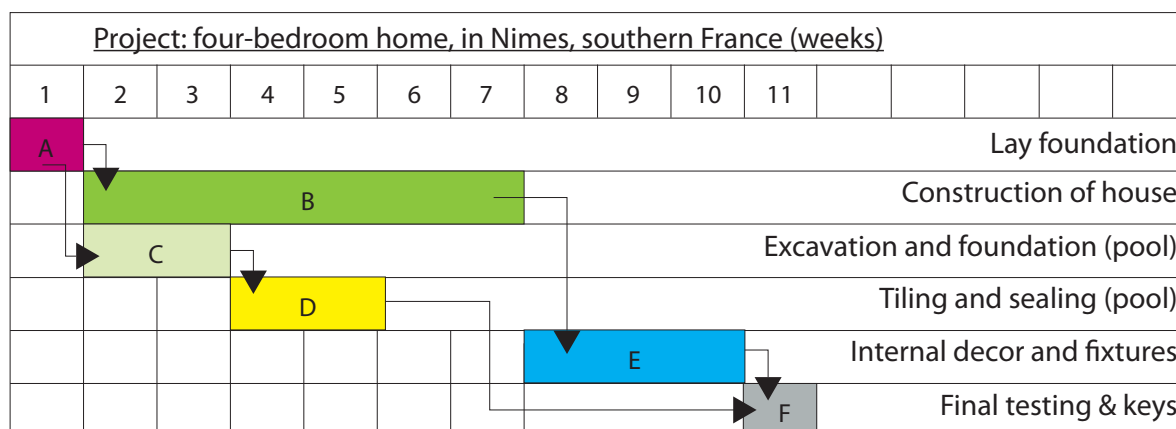 Project: four-bedroom home, in Nimes, southern France (weeks)
1 2 3 4 5 6 7 8 9 10 11
A Lay foundation
B Construction of house
C Excavation and foundation (pool)
D Tiling and sealing (pool)
E Internal decor and fixtures
F Final testing & keys